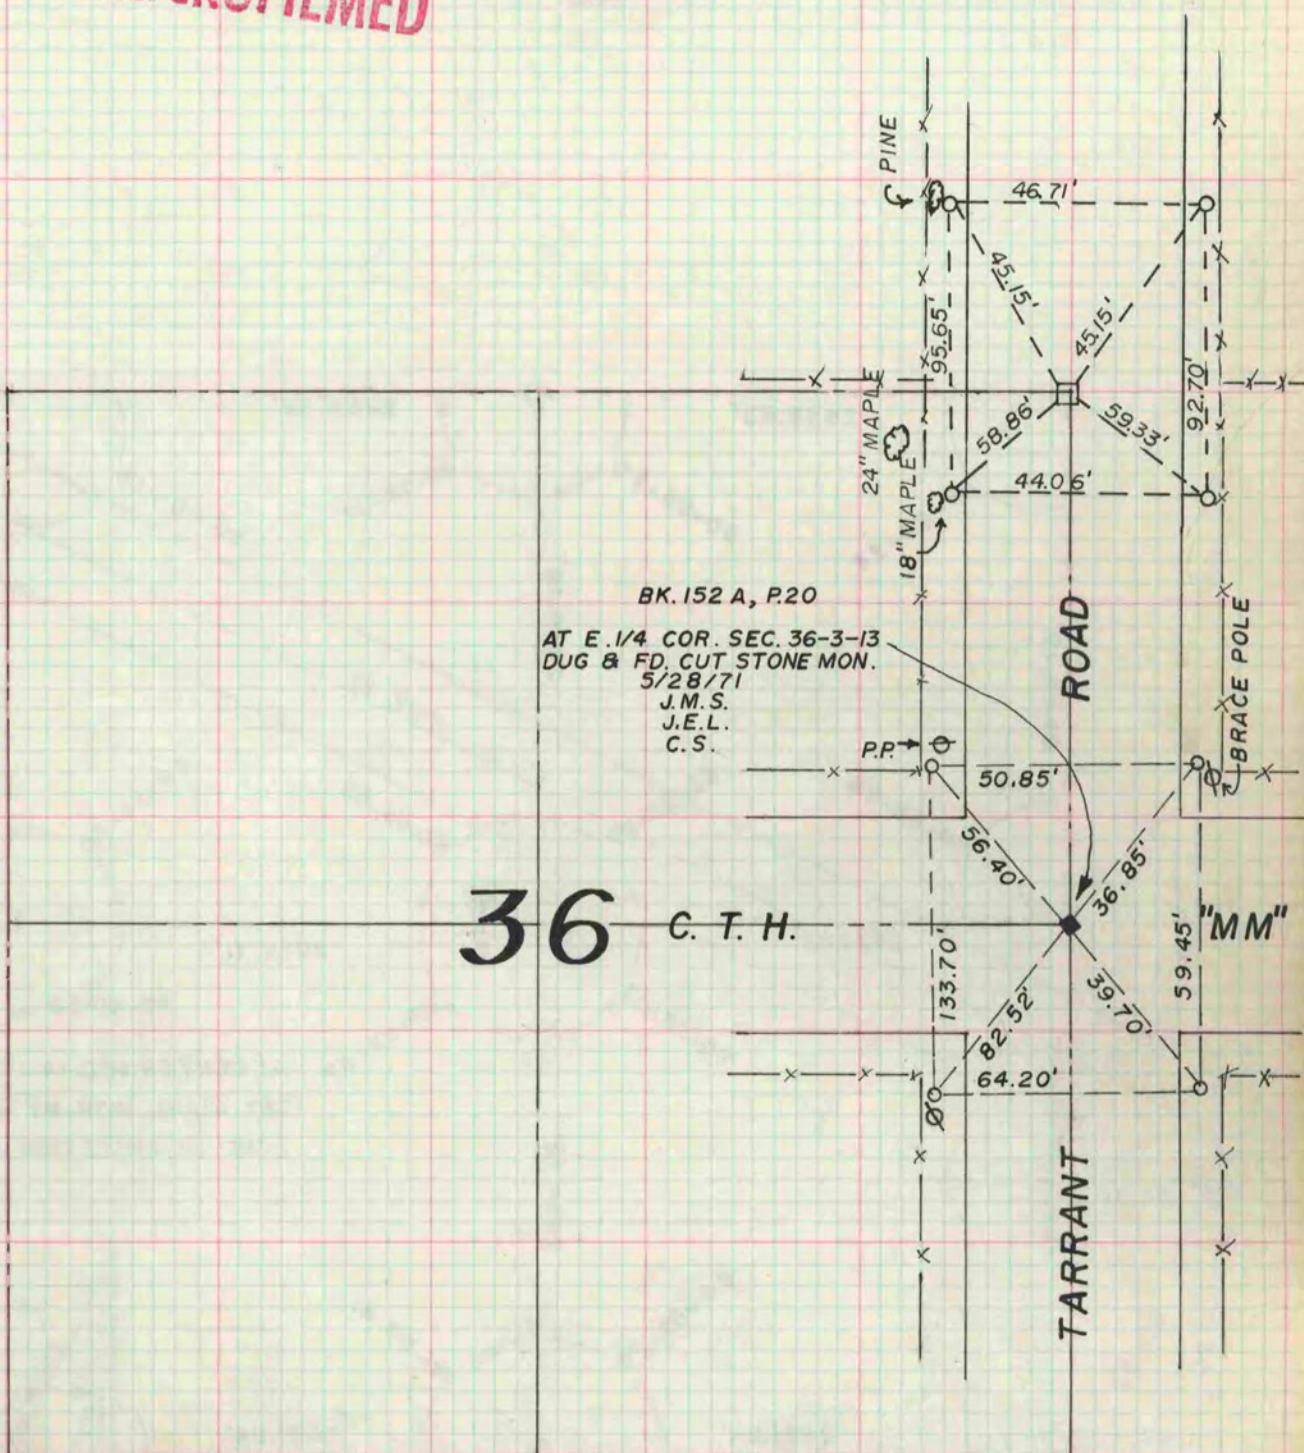 PINE
46.71'
45.15'
45.15'
95.65'
92.70'
24" MAPLE
58.86'
59.33'
18" MAPLE
44.06'
BK. 152 A, P.20
AT E. 1/4 COR. SEC. 36-3-13
DUG & FD. CUT STONE MON.
5/28/71
J.M.S.
J.E.L.
C.S.
ROAD
BRACE POLE
P.P.
50.85'
56.40'
36.85'
36 C. T. H. "MM"
133.70'
59.45'
82.52'
39.70'
64.20'
TARRANT